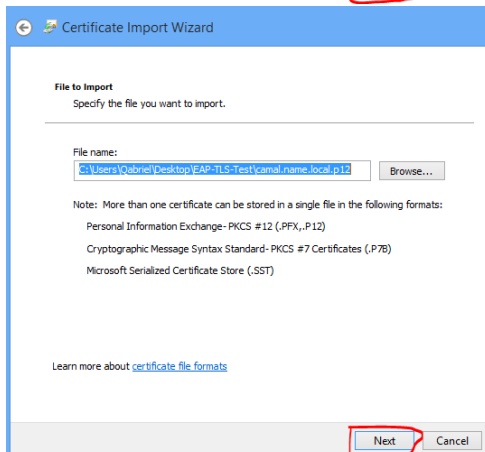 Certificate Import Wizard
File to Import
Specify the file you want to import.
File name:
C:\Users\Qabriel\Desktop\EAP-TLS-Test\camal.name.local.p12
Browse...
Note: More than one certificate can be stored in a single file in the following formats:
Personal Information Exchange- PKCS #12 (.PFX,.P12)
Cryptographic Message Syntax Standard- PKCS #7 Certificates (.P7B)
Microsoft Serialized Certificate Store (.SST)
Learn more about certificate file formats
Next Cancel